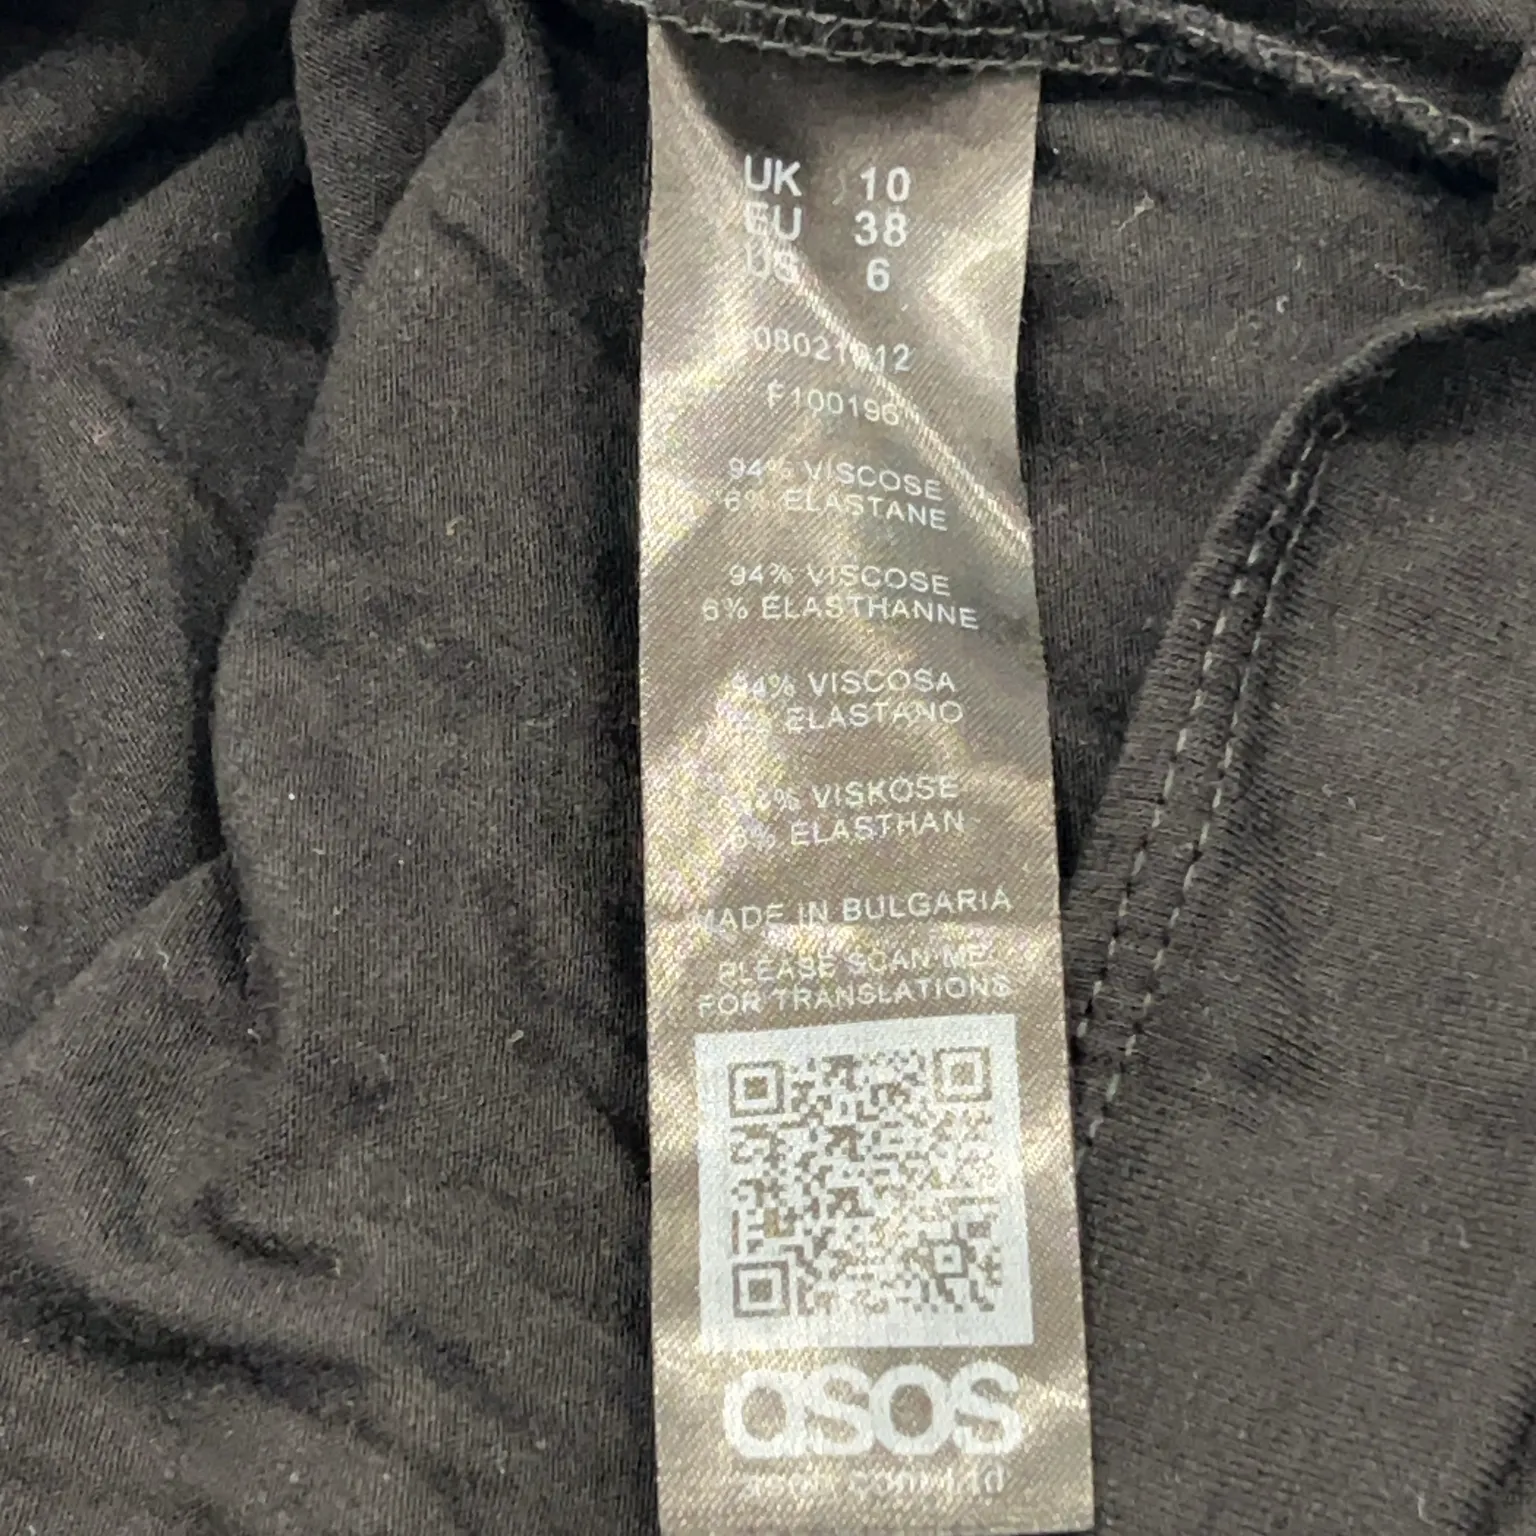 UK 10
EU 38
US 6
F100196
94% VISCOSE
6% ELASTANE
94% VISCOSE
6% ELASTHANNE
94% VISCOSA
ELASTANO
VISKOSE
6% ELASTHAN
MADE IN BULGARIA
PLEASE SCAN ME
FOR TRANSLATIONS
asos